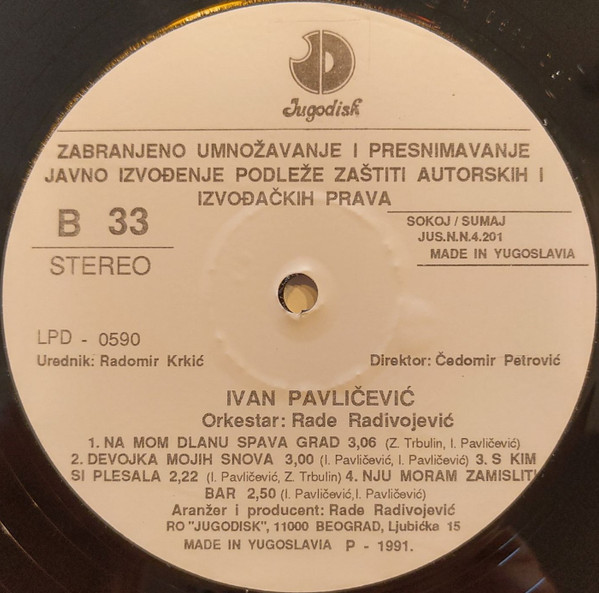 Jugodisk
ZABRANJENO UMNOŽAVANJE I PRESNIMAVANJE
JAVNO IZVOĐENJE PODLEŽE ZAŠTITI AUTORSKIH I
IZVOĐAČKIH PRAVA
B 33
STEREO
SOKOJ / SUMAJ
JUS.N.N.4.201
MADE IN YUGOSLAVIA
LPD - 0590
Urednik: Radomir Krkić
Direktor: Čedomir Petrović
IVAN PAVLIČEVIĆ
Orkestar: Rade Radivojević
1. NA MOM DLANU SPAVA GRAD 3,06 (Z. Trbulin, I. Pavličević)
2. DEVOJKA MOJIH SNOVA 3,00 (I. Pavličević, I. Pavličević) 3. S KIM
SI PLESALA 2,22 (I. Pavličević, Z. Trbulin) 4. NJU MORAM ZAMISLITI
BAR 2,50 (I. Pavličević, I. Pavličević)
Aranžer i producent: Rade Radivojević
RO "JUGODISK", 11000 BEOGRAD, Ljubićka 15
MADE IN YUGOSLAVIA P - 1991.